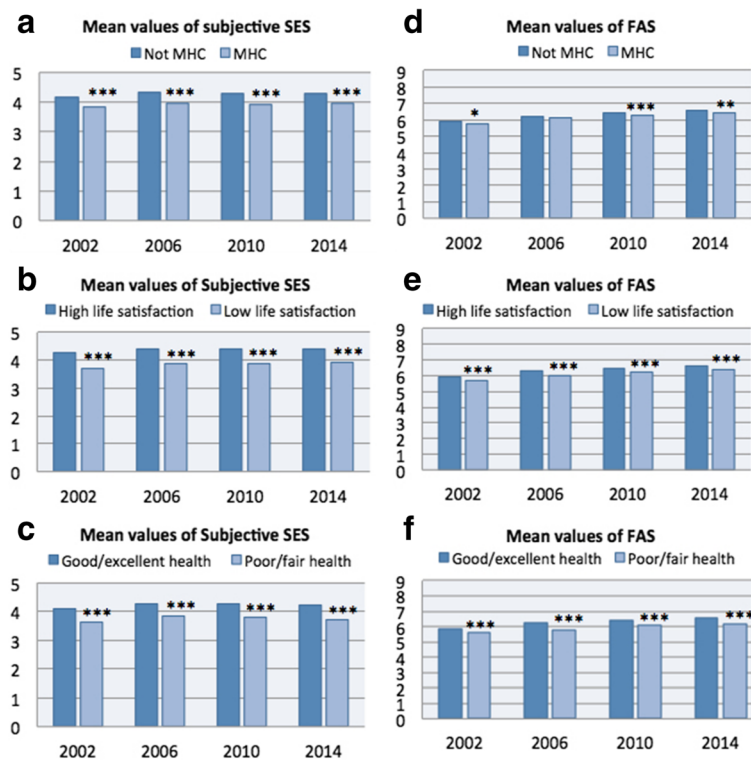 a
Mean values of subjective SES
Not MHC MHC
5
4
3
2
1
0
*** *** *** ***
2002 2006 2010 2014
b
Mean values of Subjective SES
High life satisfaction Low life satisfaction
5
4
3
2
1
0
*** *** *** ***
2002 2006 2010 2014
c
Mean values of Subjective SES
Good/excellent health Poor/fair health
5
4
3
2
1
0
*** *** *** ***
2002 2006 2010 2014
d
Mean values of FAS
Not MHC MHC
9
8
7
6
5
4
3
2
1
0
* *** **
2002 2006 2010 2014
e
Mean values of FAS
High life satisfaction Low life satisfaction
9
8
7
6
5
4
3
2
1
0
*** *** *** ***
2002 2006 2010 2014
f
Mean values of FAS
Good/excellent health Poor/fair health
9
8
7
6
5
4
3
2
1
0
*** *** *** ***
2002 2006 2010 2014